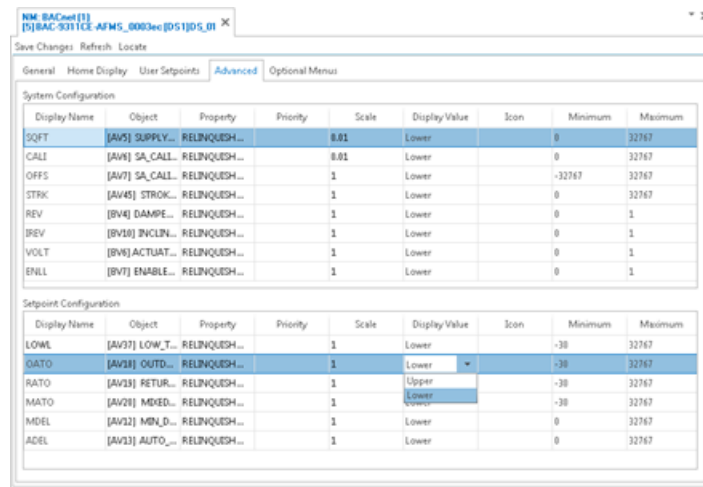 NM: BACnet [1]
[5] BAC-9311CE-AFMS_0003ec [DS1]DS_01 ×
Save Changes Refresh Locate
General Home Display User Setpoints Advanced Optional Menus
System Configuration
Display Name Object Property Priority Scale Display Value Icon Minimum Maximum
SQFT [AV5] SUPPLY... RELINQUISH... 0.01 Lower 0 32767
CALI [AV6] SA_CALI... RELINQUISH... 0.01 Lower 0 32767
OFFS [AV7] SA_CALI... RELINQUISH... 1 Lower -32767 32767
STRK [AV45] STROK... RELINQUISH... 1 Lower 0 32767
REV [BV4] DAMPE... RELINQUISH... 1 Lower 0 1
IREV [BV10] INCLIN... RELINQUISH... 1 Lower 0 1
VOLT [BV6] ACTUAT... RELINQUISH... 1 Lower 0 1
ENLL [BV7] ENABLE... RELINQUISH... 1 Lower 0 1
Setpoint Configuration
Display Name Object Property Priority Scale Display Value Icon Minimum Maximum
LOWL [AV37] LOW_T... RELINQUISH... 1 Lower -30 32767
OATO [AV18] OUTD... RELINQUISH... 1 Lower -30 32767
RATO [AV19] RETUR... RELINQUISH... 1 Upper -30 32767
MATO [AV20] MIXED... RELINQUISH... 1 Lower -30 32767
MDEL [AV12] MIN_D... RELINQUISH... 1 Lower 0 32767
ADEL [AV13] AUTO_... RELINQUISH... 1 Lower 0 32767